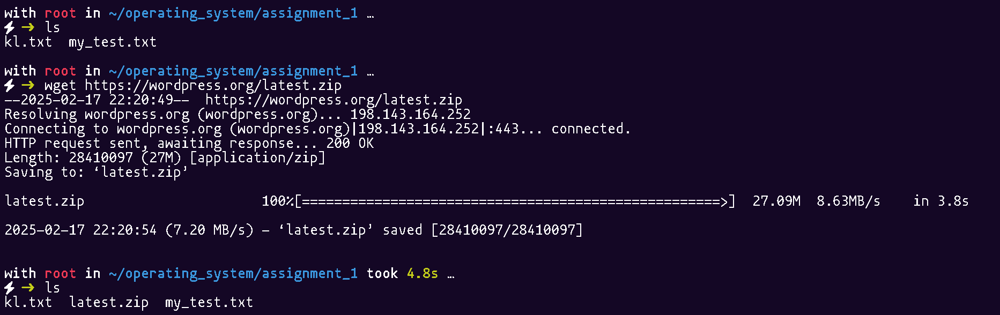 with root in ~/operating_system/assignment_1 …
⚡ ➜ ls
kl.txt  my_test.txt
with root in ~/operating_system/assignment_1 …
⚡ ➜ wget https://wordpress.org/latest.zip
--2025-02-17 22:20:49--  https://wordpress.org/latest.zip
Resolving wordpress.org (wordpress.org)... 198.143.164.252
Connecting to wordpress.org (wordpress.org)|198.143.164.252|:443... connected.
HTTP request sent, awaiting response... 200 OK
Length: 28410097 (27M) [application/zip]
Saving to: ‘latest.zip’
latest.zip                      100%[====================================================>]  27.09M  8.63MB/s    in 3.8s
2025-02-17 22:20:54 (7.20 MB/s) - ‘latest.zip’ saved [28410097/28410097]
with root in ~/operating_system/assignment_1 took 4.8s …
⚡ ➜ ls
kl.txt  latest.zip  my_test.txt